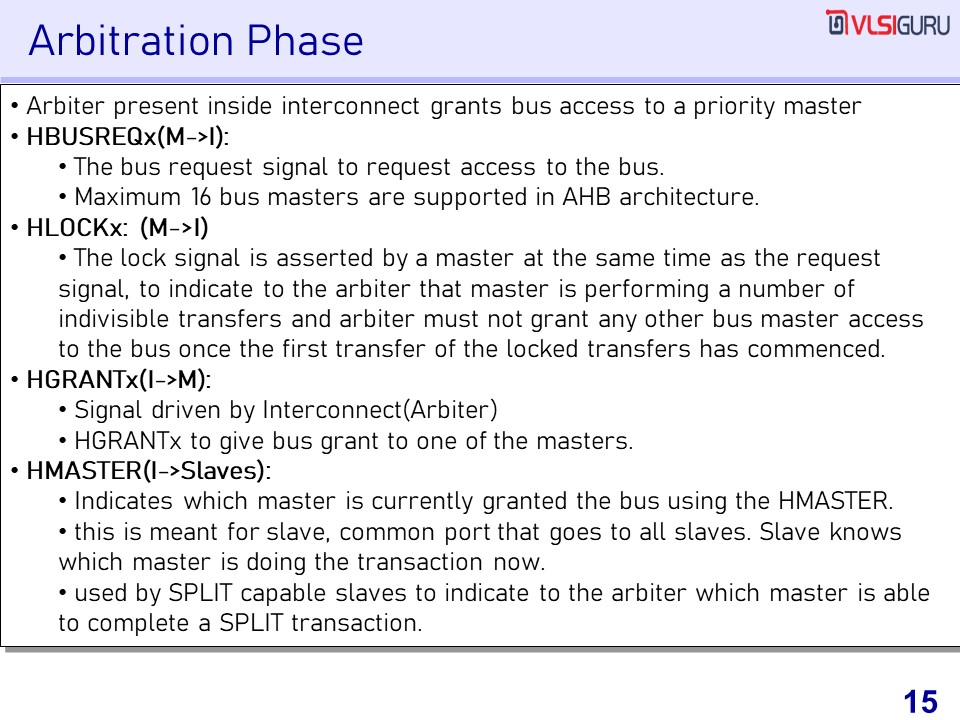 Arbitration Phase
VLSIGURU
• Arbiter present inside interconnect grants bus access to a priority master
• HBUSREQx(M->I):
• The bus request signal to request access to the bus.
• Maximum 16 bus masters are supported in AHB architecture.
• HLOCKx: (M->I)
• The lock signal is asserted by a master at the same time as the request
signal, to indicate to the arbiter that master is performing a number of
indivisible transfers and arbiter must not grant any other bus master access
to the bus once the first transfer of the locked transfers has commenced.
• HGRANTx(I->M):
• Signal driven by Interconnect(Arbiter)
• HGRANTx to give bus grant to one of the masters.
• HMASTER(I->Slaves):
• Indicates which master is currently granted the bus using the HMASTER.
• this is meant for slave, common port that goes to all slaves. Slave knows
which master is doing the transaction now.
• used by SPLIT capable slaves to indicate to the arbiter which master is able
to complete a SPLIT transaction.
15